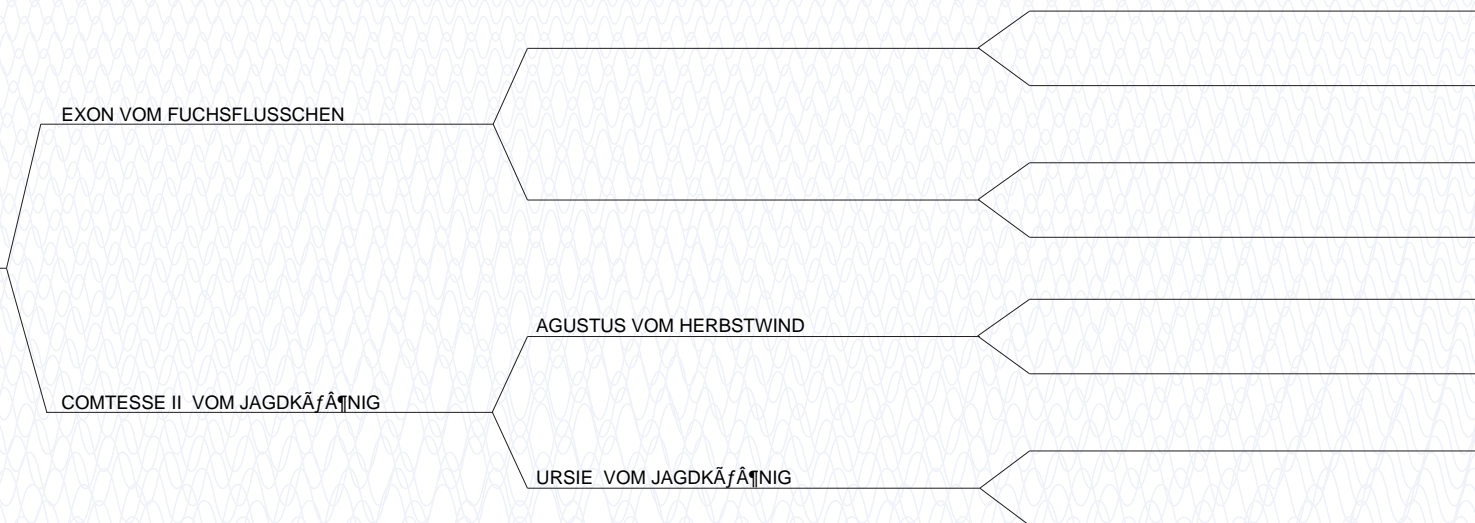 EXON VOM FUCHSFLUSSCHEN
AGUSTUS VOM HERBSTWIND
COMTESSE II  VOM JAGDKÃƒÂ¶NIG
URSIE  VOM JAGDKÃƒÂ¶NIG